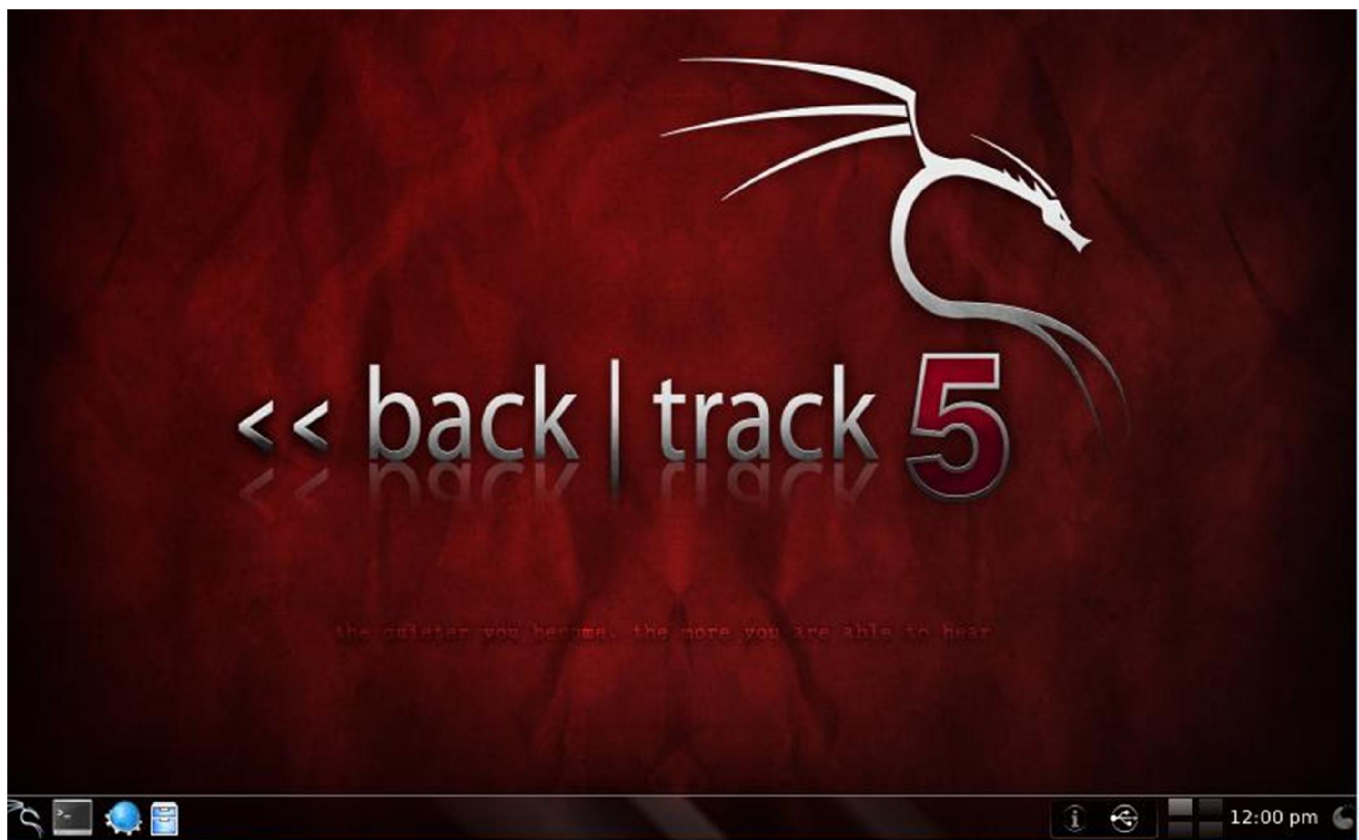 << back | track 5
the quieter you become, the more you are able to hear
12:00 pm